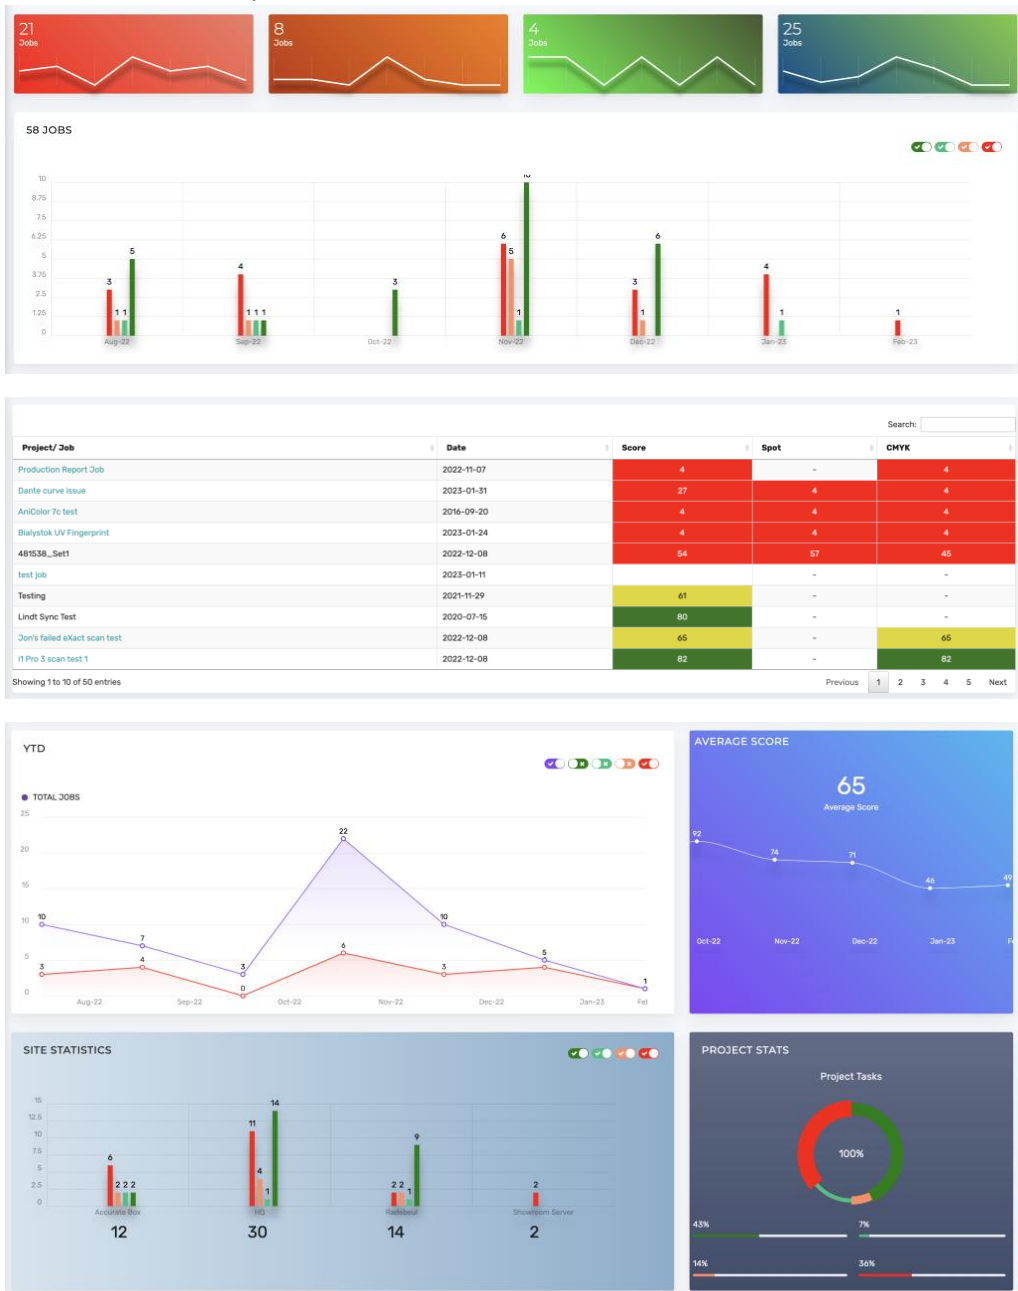 21
Jobs
8
Jobs
4
Jobs
25
Jobs
58 JOBS
10
8.75
7.5
6.25
5
3.75
2.5
1.25
0
3 1 1 5
4 1 1 1
3
6 5 1 10
3 1 6
4 1
1
Aug-22 Sep-22 Oct-22 Nov-22 Dec-22 Jan-23 Feb-23
Search:
Project/ Job Date Score Spot CMYK
Production Report Job 2022-11-07 4 - 4
Dante curve issue 2023-01-31 27 4 4
AniColor 7c test 2016-09-20 4 4 4
Bialystok UV Fingerprint 2023-01-24 4 4 4
481538_Set1 2022-12-08 54 57 45
test job 2023-01-11 - -
Testing 2021-11-29 61 - -
Lindt Sync Test 2020-07-15 80 - -
Jon's failed eXact scan test 2022-12-08 65 - 65
i1 Pro 3 scan test 1 2022-12-08 82 - 82
Showing 1 to 10 of 50 entries
Previous 1 2 3 4 5 Next
YTD
TOTAL JOBS
25
20
15
10
5
0
10 7 3 22 10 5 1
3 4 0 6 3 4
Aug-22 Sep-22 Oct-22 Nov-22 Dec-22 Jan-23 Fel
AVERAGE SCORE
65
Average Score
92 74 71 46 49
Oct-22 Nov-22 Dec-22 Jan-23 F
SITE STATISTICS
15
12.5
10
7.5
5
2.5
0
6 2 2 2
11 4 1 14
2 2 1 9
2
Accurate Box HQ Radebeul Showroom Server
12 30 14 2
PROJECT STATS
Project Tasks
100%
43% 7%
14% 36%